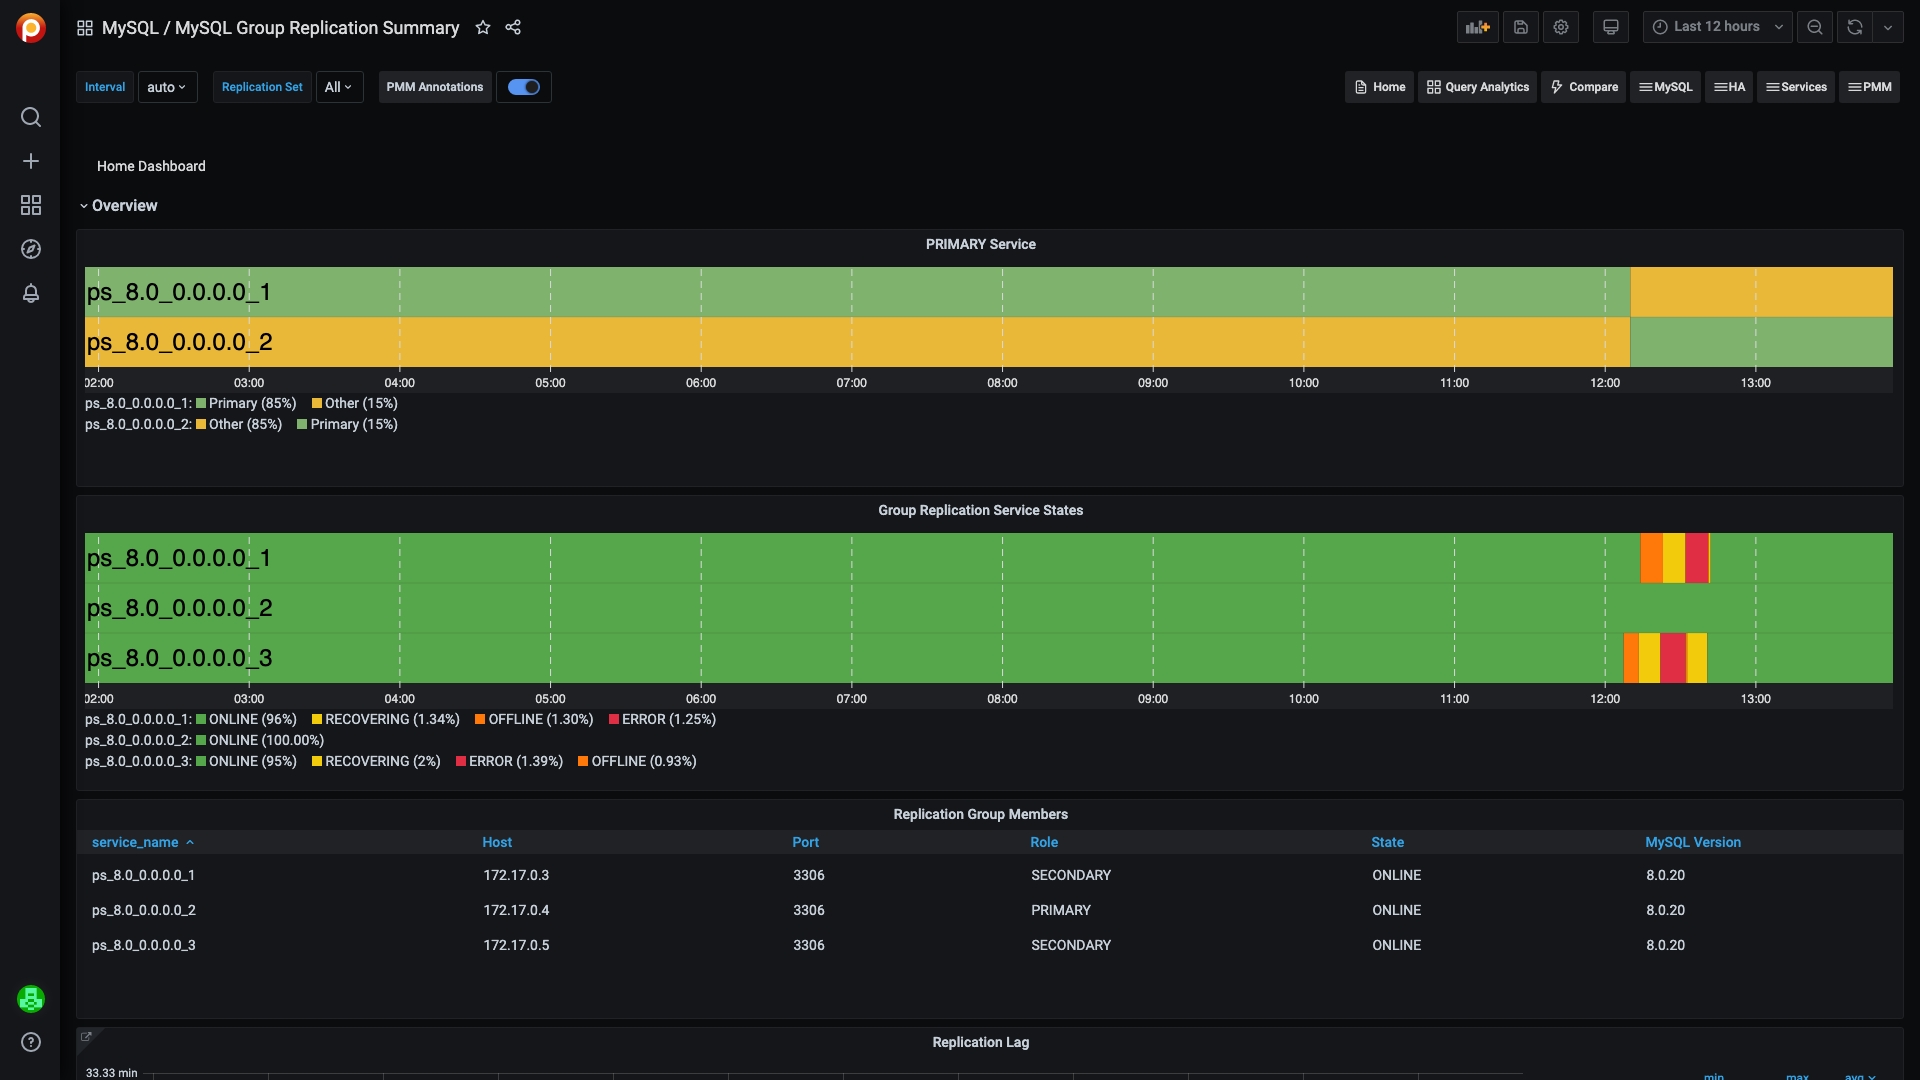 MySQL / MySQL Group Replication Summary
Last 12 hours
Interval auto Replication Set All PMM Annotations
Home Query Analytics Compare MySQL HA Services PMM
Home Dashboard
Overview
PRIMARY Service
ps_8.0_0.0.0.0_1
ps_8.0_0.0.0.0_2
02:00 03:00 04:00 05:00 06:00 07:00 08:00 09:00 10:00 11:00 12:00 13:00
ps_8.0_0.0.0.0_1: Primary (85%) Other (15%)
ps_8.0_0.0.0.0_2: Other (85%) Primary (15%)
Group Replication Service States
ps_8.0_0.0.0.0_1
ps_8.0_0.0.0.0_2
ps_8.0_0.0.0.0_3
02:00 03:00 04:00 05:00 06:00 07:00 08:00 09:00 10:00 11:00 12:00 13:00
ps_8.0_0.0.0.0_1: ONLINE (96%) RECOVERING (1.34%) OFFLINE (1.30%) ERROR (1.25%)
ps_8.0_0.0.0.0_2: ONLINE (100.00%)
ps_8.0_0.0.0.0_3: ONLINE (95%) RECOVERING (2%) ERROR (1.39%) OFFLINE (0.93%)
Replication Group Members
service_name Host Port Role State MySQL Version
ps_8.0_0.0.0.0_1 172.17.0.3 3306 SECONDARY ONLINE 8.0.20
ps_8.0_0.0.0.0_2 172.17.0.4 3306 PRIMARY ONLINE 8.0.20
ps_8.0_0.0.0.0_3 172.17.0.5 3306 SECONDARY ONLINE 8.0.20
Replication Lag
33.33 min
min max avg